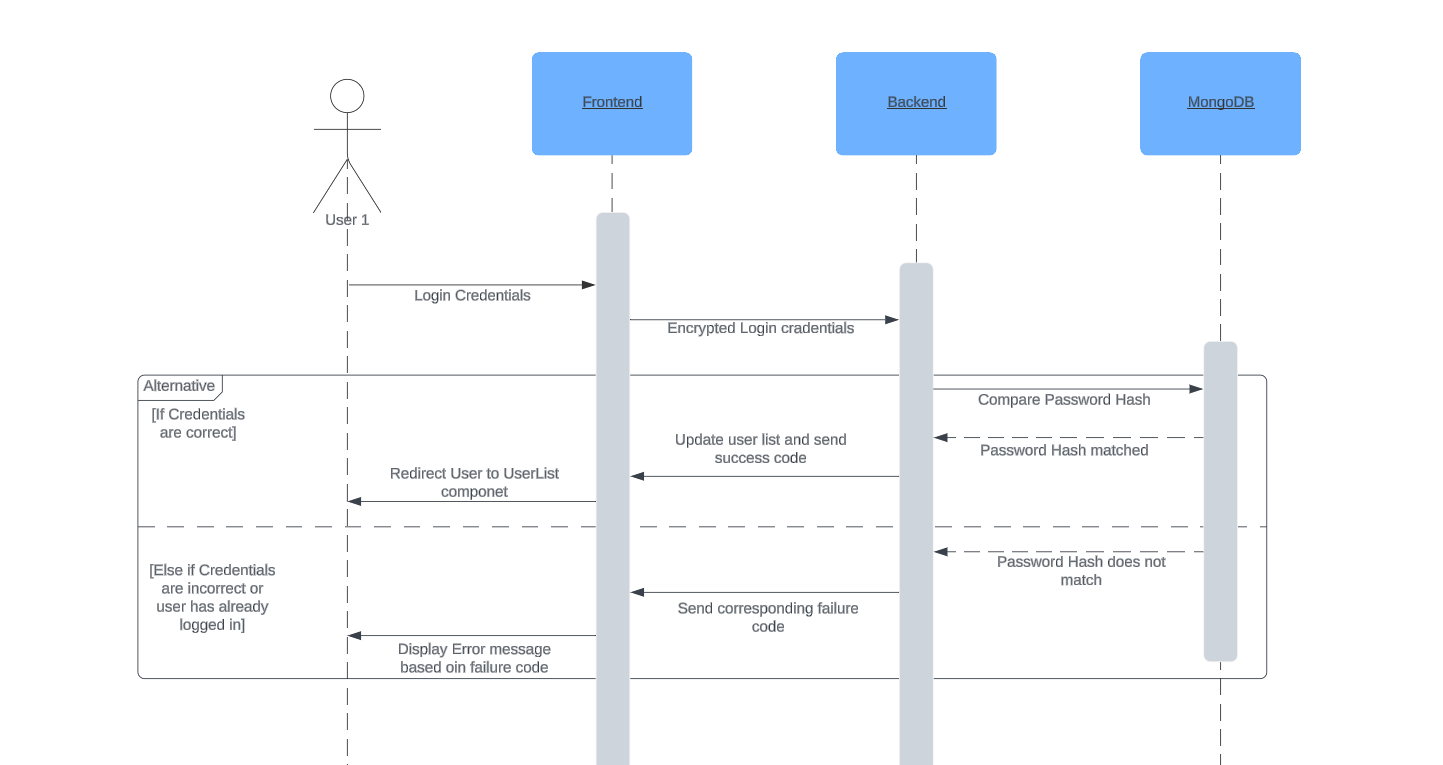 Frontend
Backend
MongoDB
User 1
Login Credentials
Encrypted Login cradentials
Alternative
[If Credentials
are correct]
Compare Password Hash
Password Hash matched
Update user list and send
success code
Redirect User to UserList
componet
[Else if Credentials
are incorrect or
user has already
logged in]
Password Hash does not
match
Send corresponding failure
code
Display Error message
based oin failure code